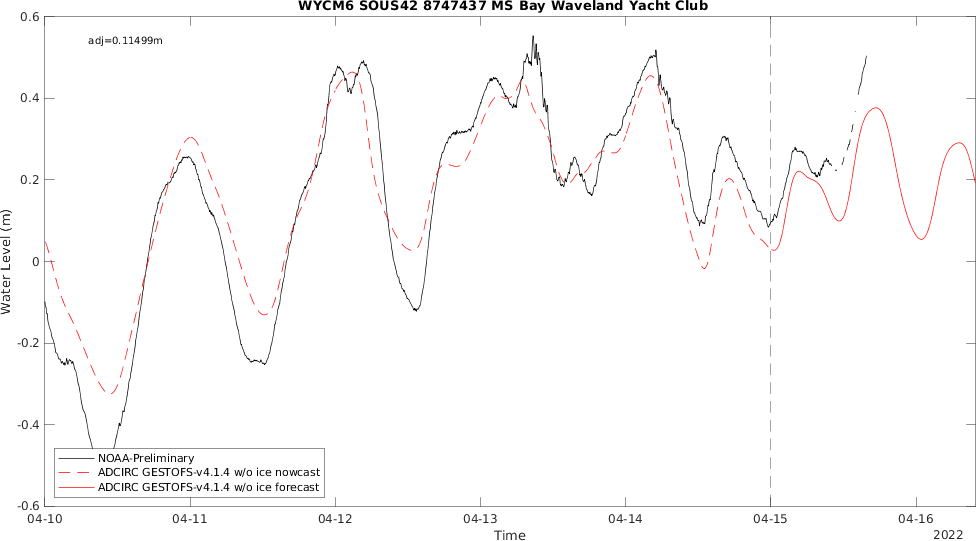 WYCM6 SOUS42 8747437 MS Bay Waveland Yacht Club
0.6
adj=0.11499m
0.4
0.2
0
-0.2
-0.4
-0.6
Water Level (m)
NOAA-Preliminary
ADCIRC GESTOFS-v4.1.4 w/o ice nowcast
ADCIRC GESTOFS-v4.1.4 w/o ice forecast
04-10 04-11 04-12 04-13 04-14 04-15 04-16
Time
2022